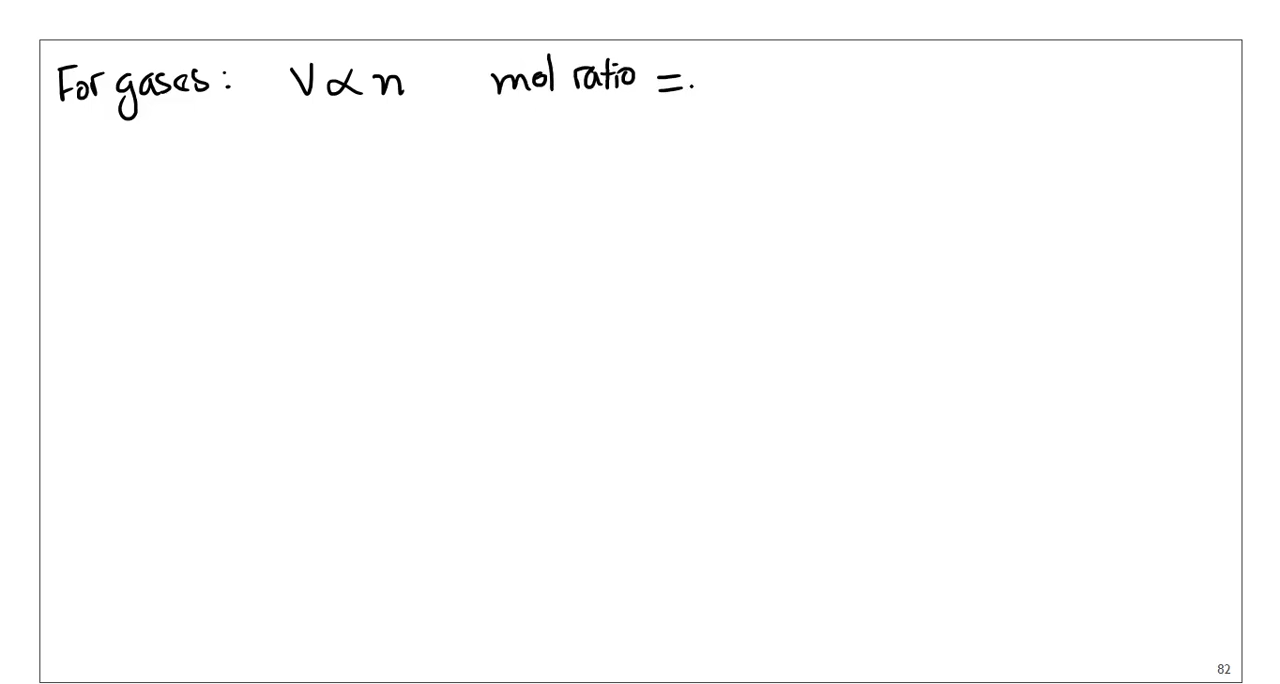 For gases: V ∝ n mol ratio =.
82